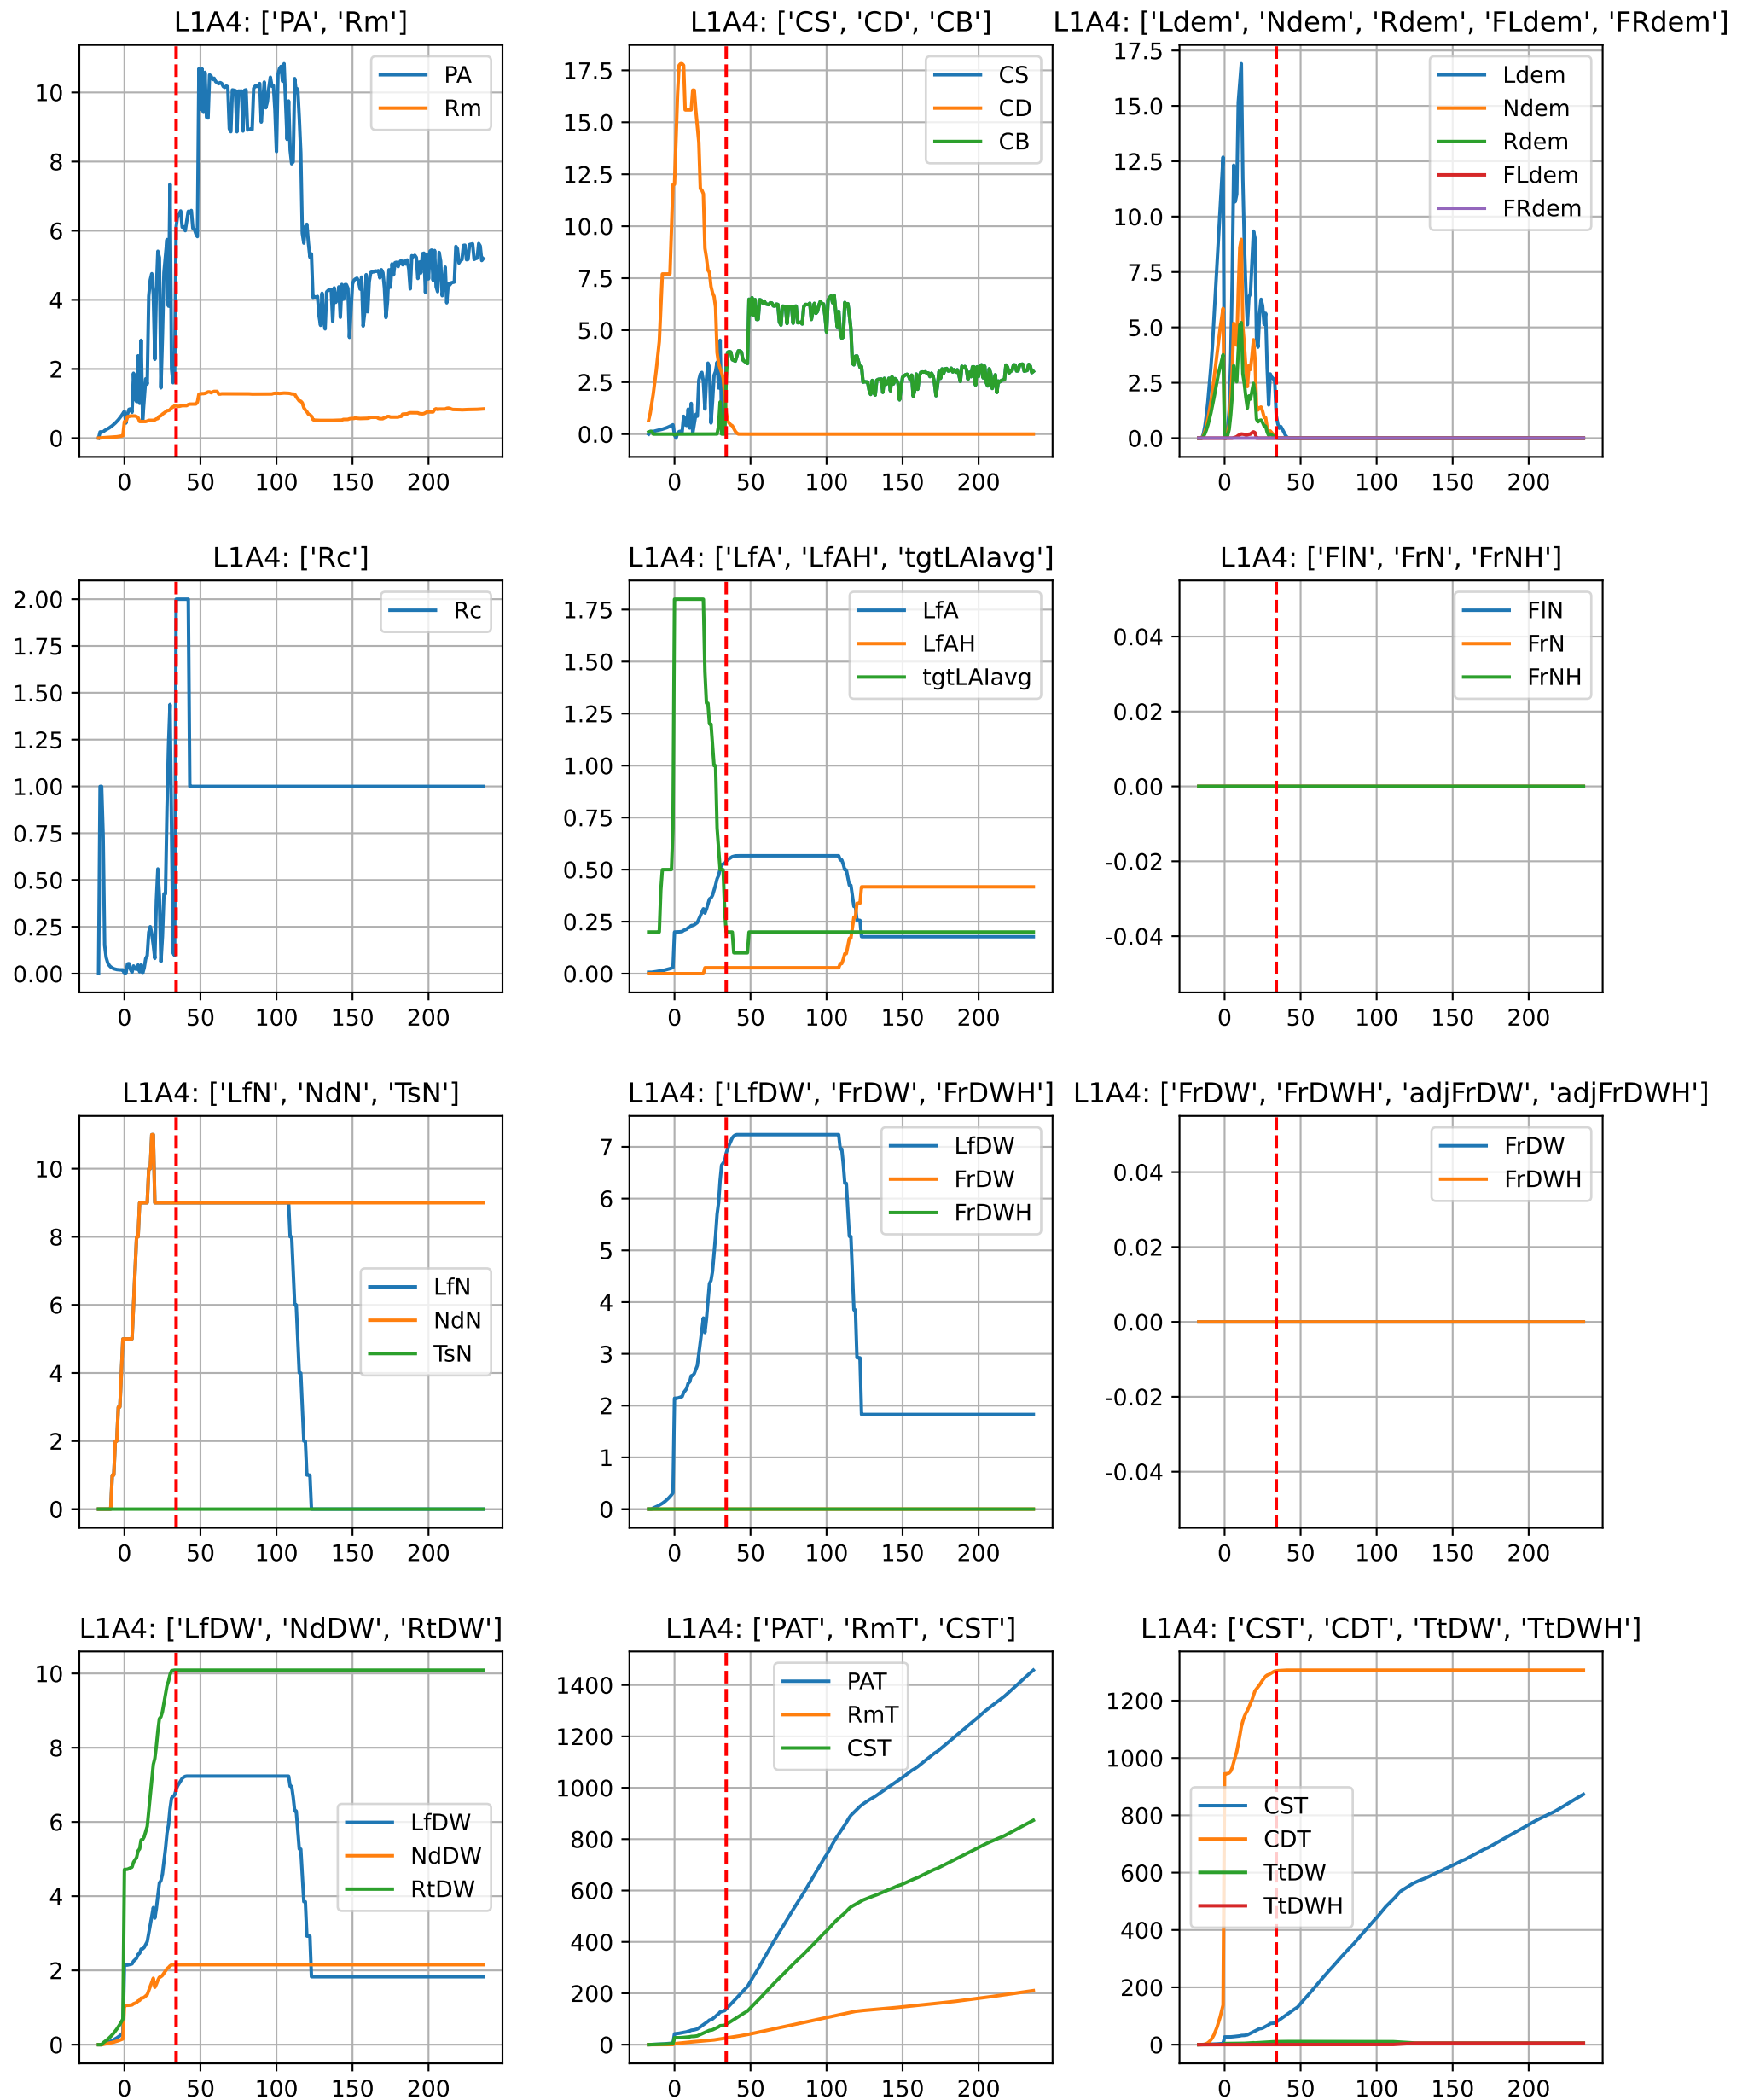 L1A4: ['PA', 'Rm']
PA
Rm
10
8
6
4
2
0
0 50 100 150 200
L1A4: ['CS', 'CD', 'CB']
CS
CD
CB
17.5
15.0
12.5
10.0
7.5
5.0
2.5
0.0
0 50 100 150 200
L1A4: ['Ldem', 'Ndem', 'Rdem', 'FLdem', 'FRdem']
Ldem
Ndem
Rdem
FLdem
FRdem
17.5
15.0
12.5
10.0
7.5
5.0
2.5
0.0
0 50 100 150 200
L1A4: ['Rc']
Rc
2.00
1.75
1.50
1.25
1.00
0.75
0.50
0.25
0.00
0 50 100 150 200
L1A4: ['LfA', 'LfAH', 'tgtLAIavg']
LfA
LfAH
tgtLAIavg
1.75
1.50
1.25
1.00
0.75
0.50
0.25
0.00
0 50 100 150 200
L1A4: ['FlN', 'FrN', 'FrNH']
FlN
FrN
FrNH
0.04
0.02
0.00
-0.02
-0.04
0 50 100 150 200
L1A4: ['LfN', 'NdN', 'TsN']
LfN
NdN
TsN
10
8
6
4
2
0
0 50 100 150 200
L1A4: ['LfDW', 'FrDW', 'FrDWH']
LfDW
FrDW
FrDWH
7
6
5
4
3
2
1
0
0 50 100 150 200
L1A4: ['FrDW', 'FrDWH', 'adjFrDW', 'adjFrDWH']
FrDW
FrDWH
0.04
0.02
0.00
-0.02
-0.04
0 50 100 150 200
L1A4: ['LfDW', 'NdDW', 'RtDW']
LfDW
NdDW
RtDW
10
8
6
4
2
0
0 50 100 150 200
L1A4: ['PAT', 'RmT', 'CST']
PAT
RmT
CST
1400
1200
1000
800
600
400
200
0
0 50 100 150 200
L1A4: ['CST', 'CDT', 'TtDW', 'TtDWH']
CST
CDT
TtDW
TtDWH
1200
1000
800
600
400
200
0
0 50 100 150 200